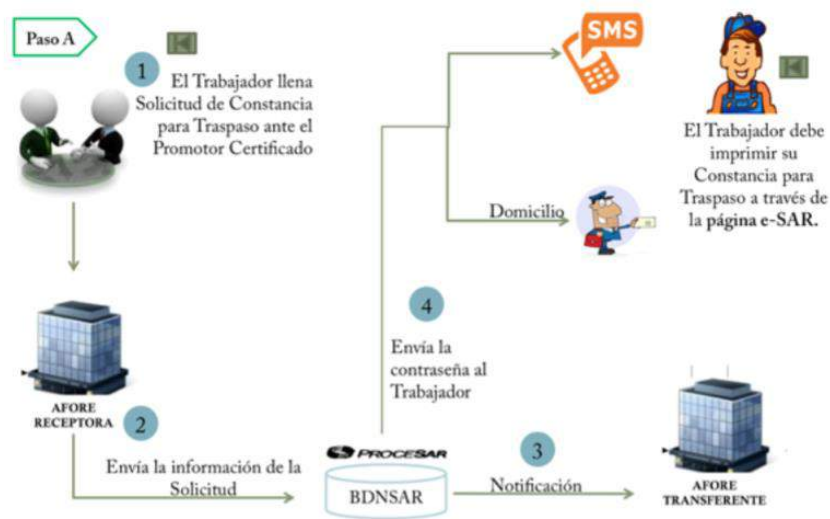 Paso A
1
El Trabajador llena
Solicitud de Constancia
para Traspaso ante el
Promotor Certificado
SMS
El Trabajador debe
imprimir su
Constancia para
Traspaso a través de
la página e-SAR.
Domicilio
4
Envía la
contraseña al
Trabajador
AFORE
RECEPTORA
2
Envía la información de la
Solicitud
PROCESAR
BDNSAR
3
Notificación
AFORE
TRANSFERENTE